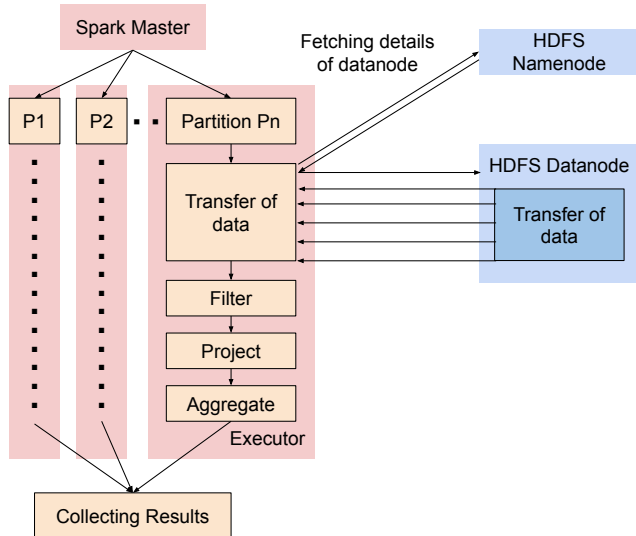 Spark Master
Fetching details
of datanode
HDFS
Namenode
P1
P2
Partition Pn
HDFS Datanode
Transfer of
data
Transfer of
data
Filter
Project
Aggregate
Executor
Collecting Results